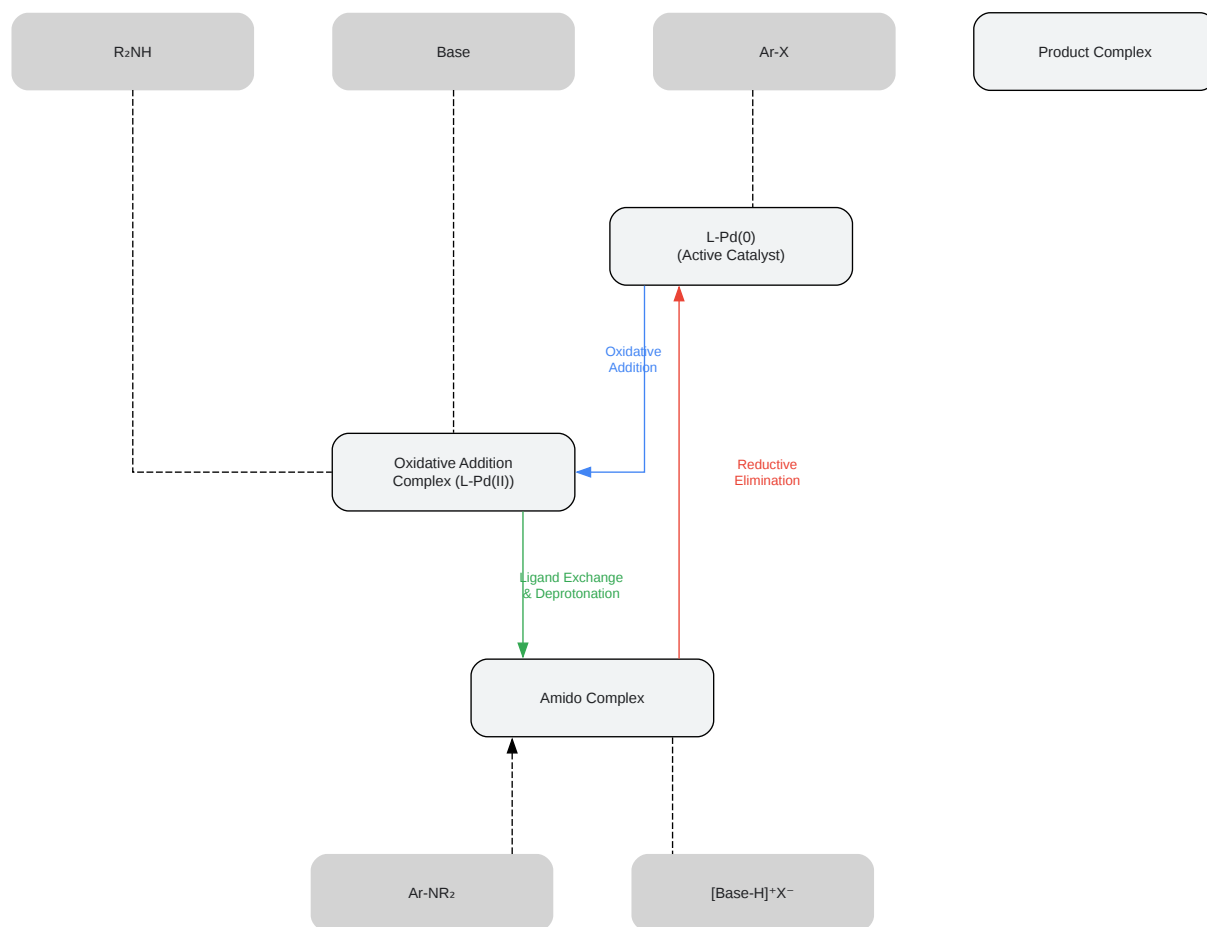 R₂NH
Base
Ar-X
Product Complex
L-Pd(0)
(Active Catalyst)
Oxidative
Addition
Oxidative Addition
Complex (L-Pd(II))
Reductive
Elimination
Ligand Exchange
& Deprotonation
Amido Complex
Ar-NR₂
[Base-H]⁺X⁻